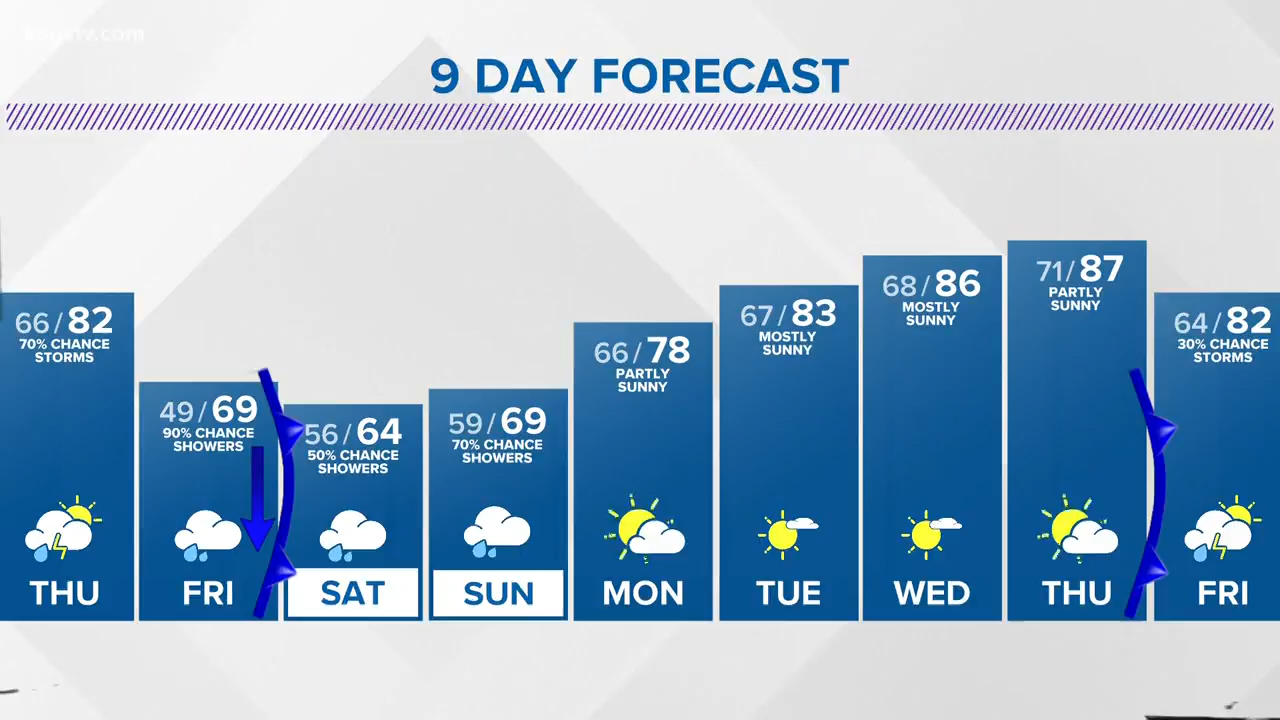 9 DAY FORECAST
66/82
70% CHANCE
STORMS
THU
49/69
90% CHANCE
SHOWERS
FRI
56/64
50% CHANCE
SHOWERS
SAT
59/69
70% CHANCE
SHOWERS
SUN
66/78
PARTLY
SUNNY
MON
67/83
MOSTLY
SUNNY
TUE
68/86
MOSTLY
SUNNY
WED
71/87
PARTLY
SUNNY
THU
64/82
30% CHANCE
STORMS
FRI